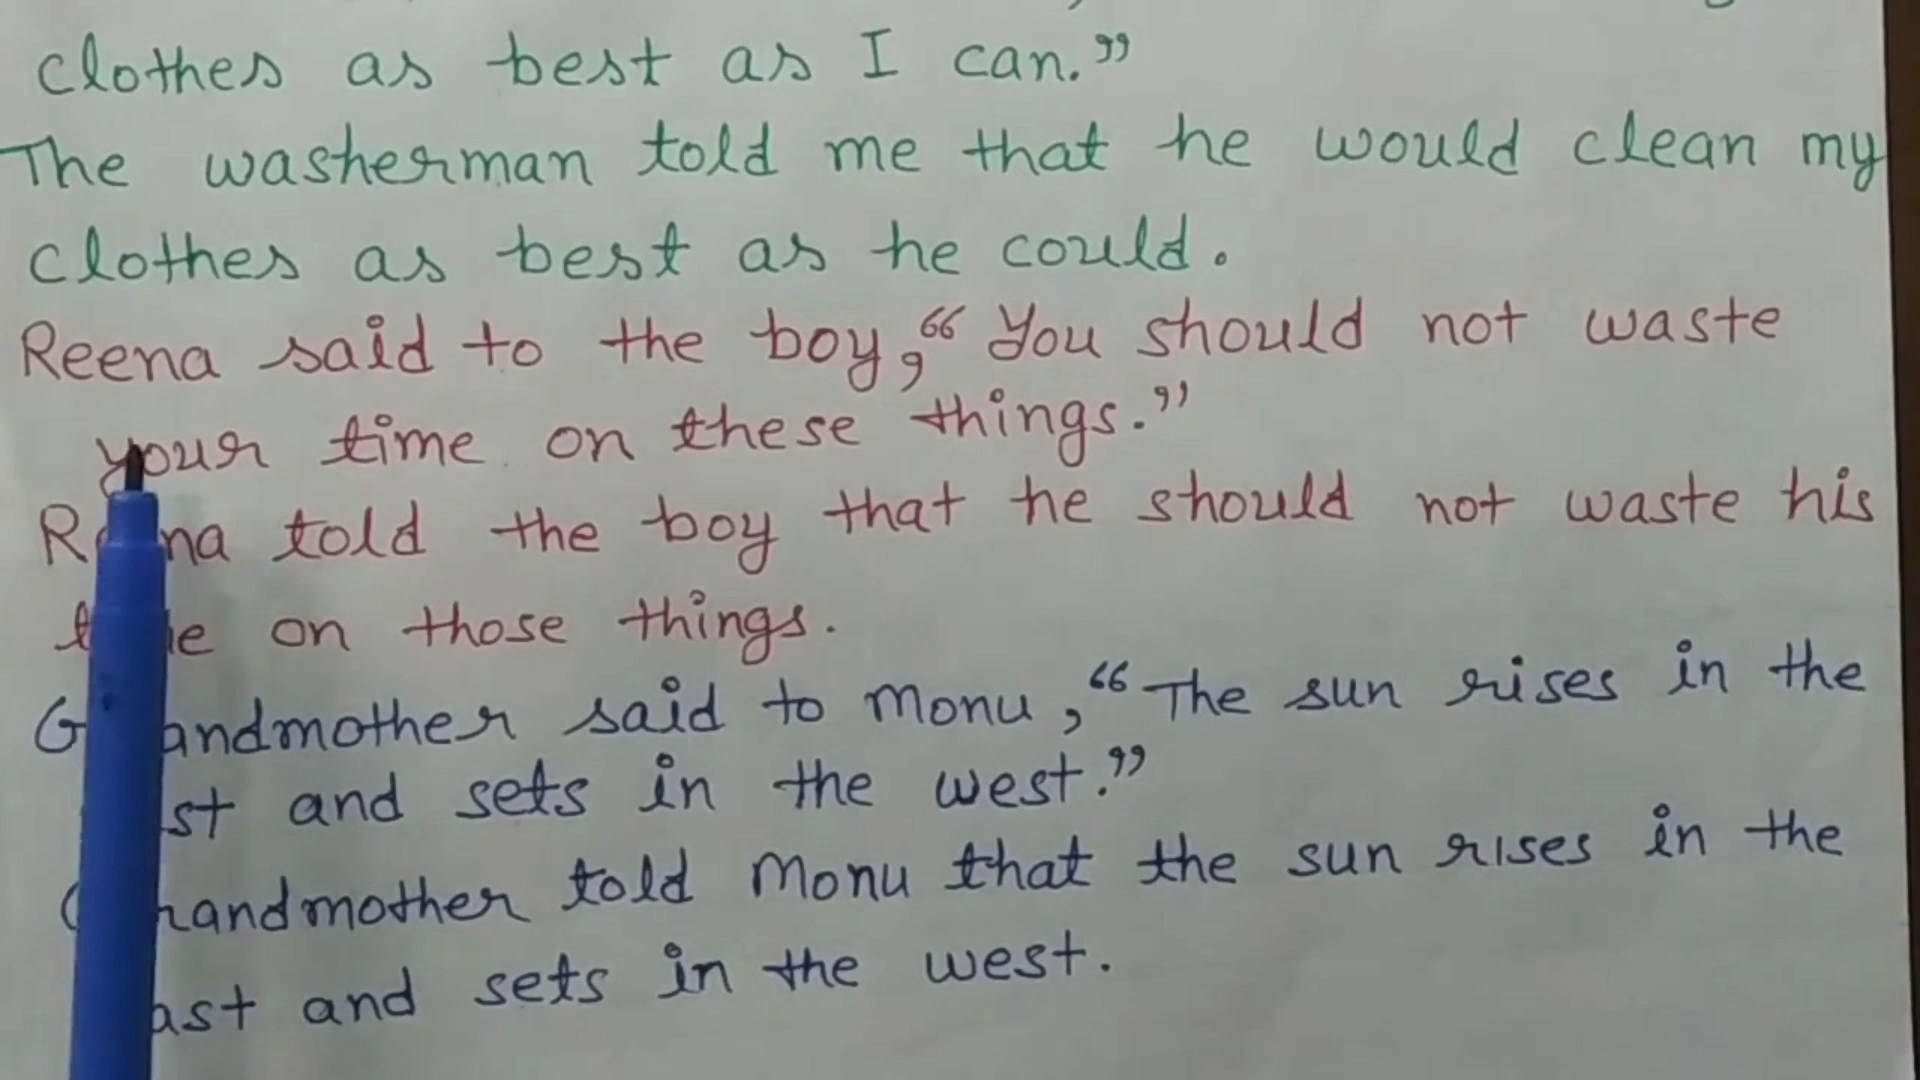 clothes as best as I can."
The washerman told me that he would clean my
clothes as best as he could.
Reena said to the boy, "You should not waste
your time on these things."
told the boy that he should not waste his
on those things.
said to Monu, "The sun rises in the
and sets in the west."
told Monu that the sun rises in the
and sets in the west.